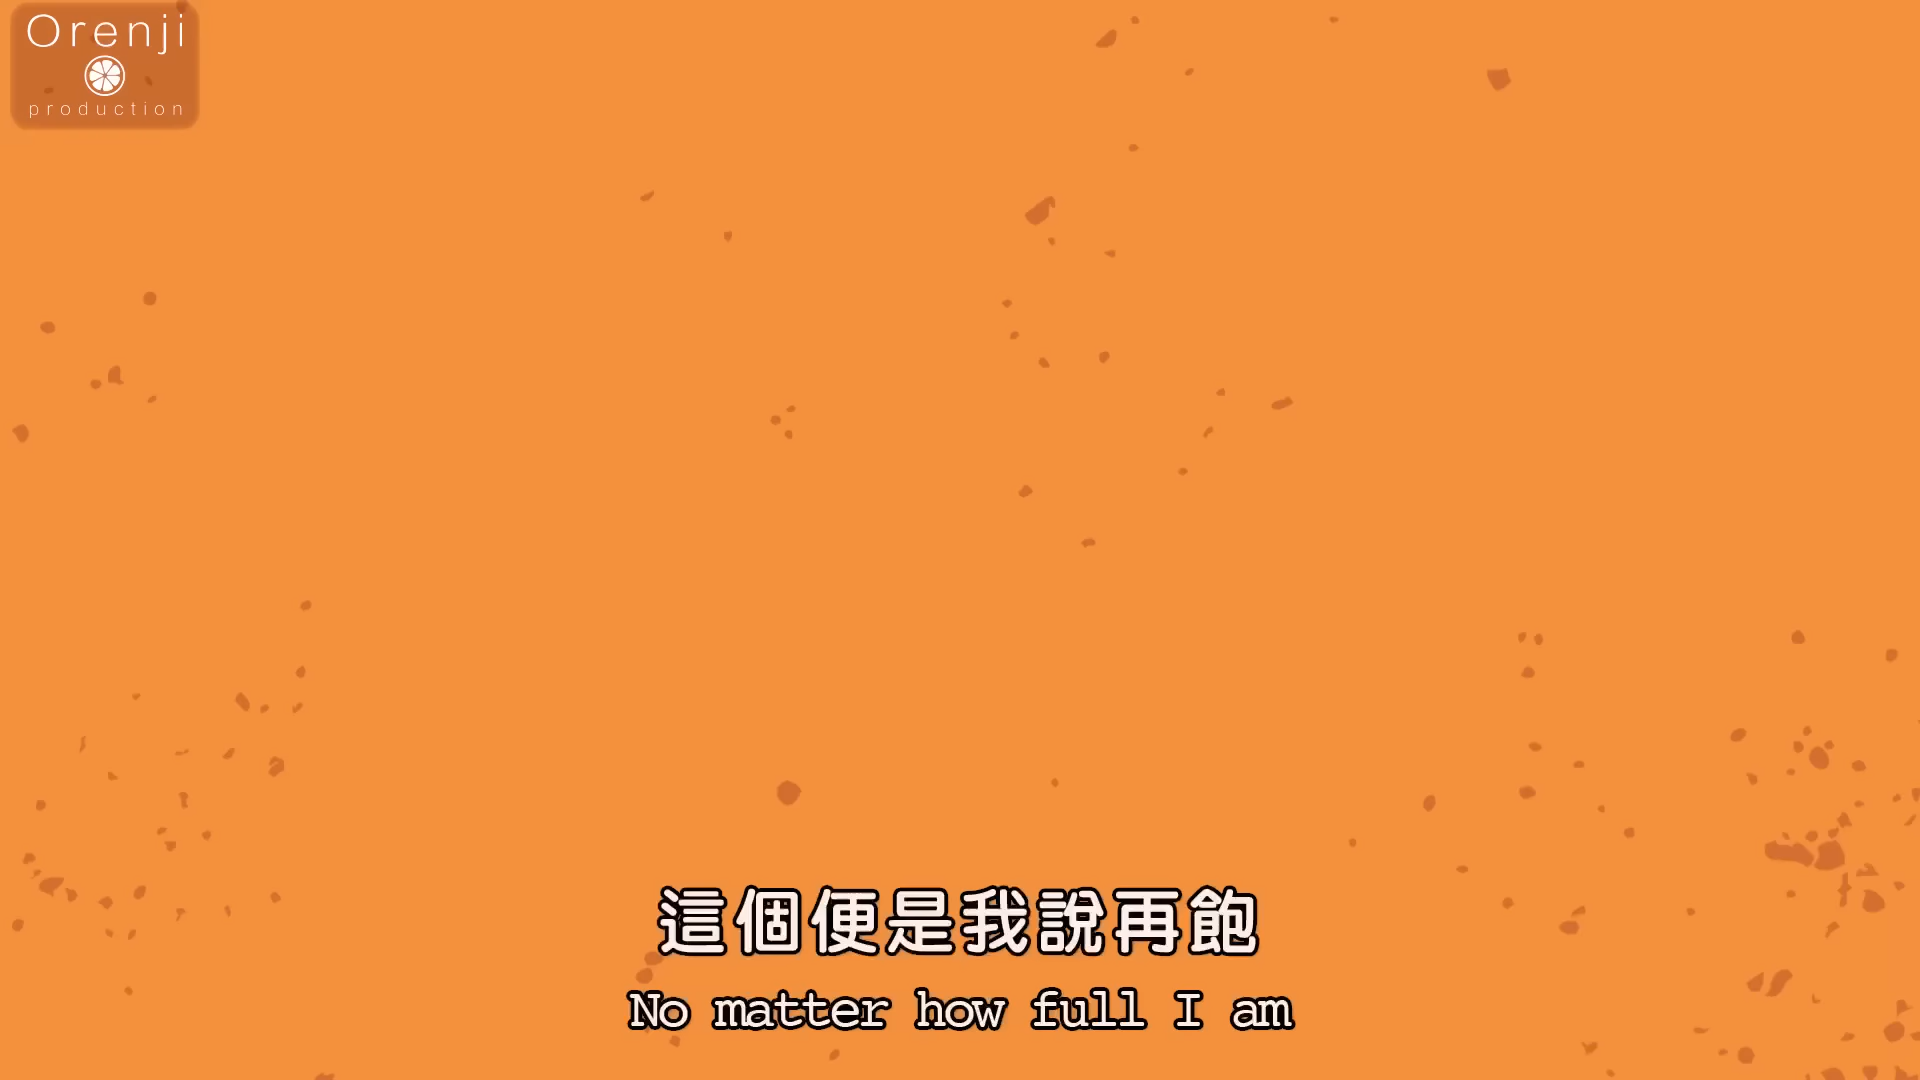 Orenji
production
這個便是我說再飽
No matter how full I am